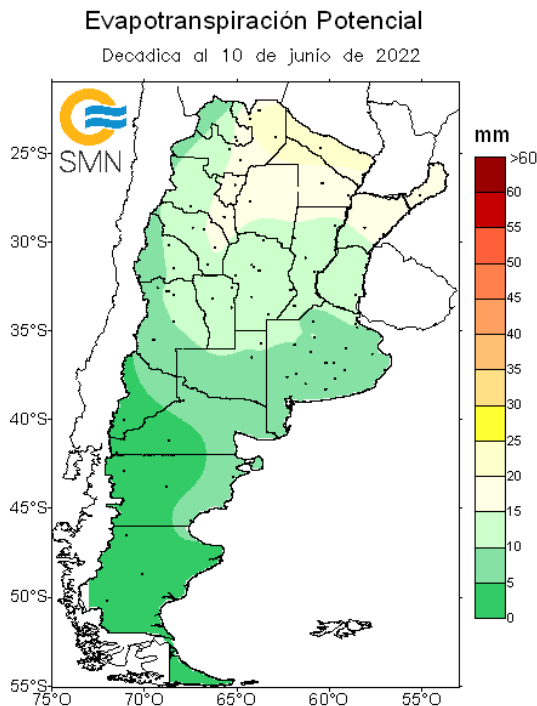 Evapotranspiración Potencial
Decádica al 10 de junio de 2022
SMN
mm
>60
60
55
50
45
40
35
30
25
20
15
10
5
0
25°S
30°S
35°S
40°S
45°S
50°S
55°S
75°O 70°O 65°O 60°O 55°O